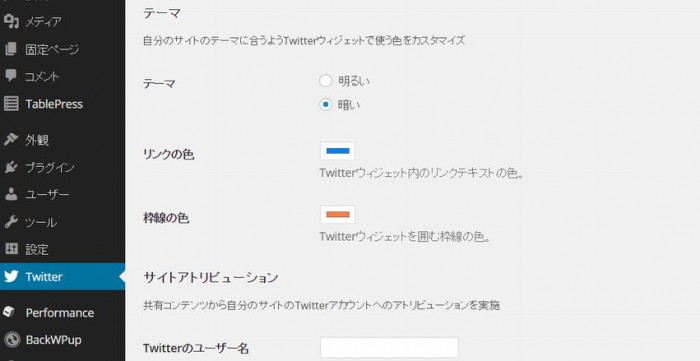 メディア
固定ページ
コメント
TablePress
外観
プラグイン
ユーザー
ツール
設定
Twitter
Performance
BackWPup
テーマ
自分のサイトのテーマに合うようTwitterウィジェットで使う色をカスタマイズ
テーマ
明るい
暗い
リンクの色
Twitterウィジェット内のリンクテキストの色。
枠線の色
Twitterウィジェットを囲む枠線の色。
サイトアトリビューション
共有コンテンツから自分のサイトのTwitterアカウントへのアトリビューションを実施
Twitterのユーザー名